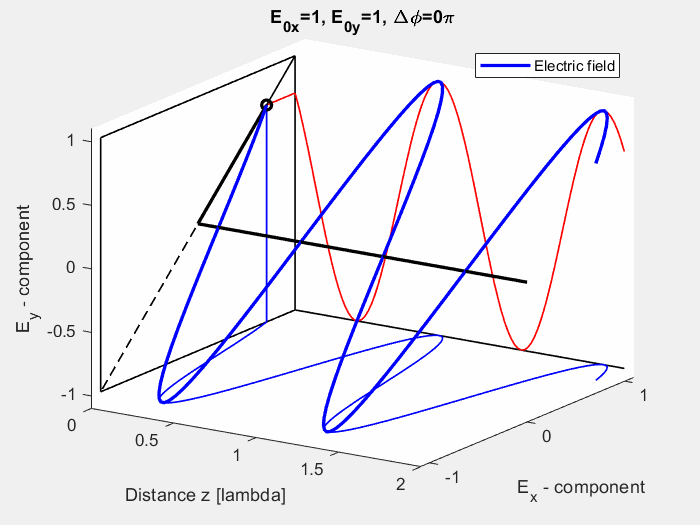 E0x=1, E0y=1, Δϕ=0π
Electric field
1
0.5
0
-0.5
-1
Ey - component
0
0.5
1
1.5
2
Distance z [lambda]
-1
0
1
Ex - component